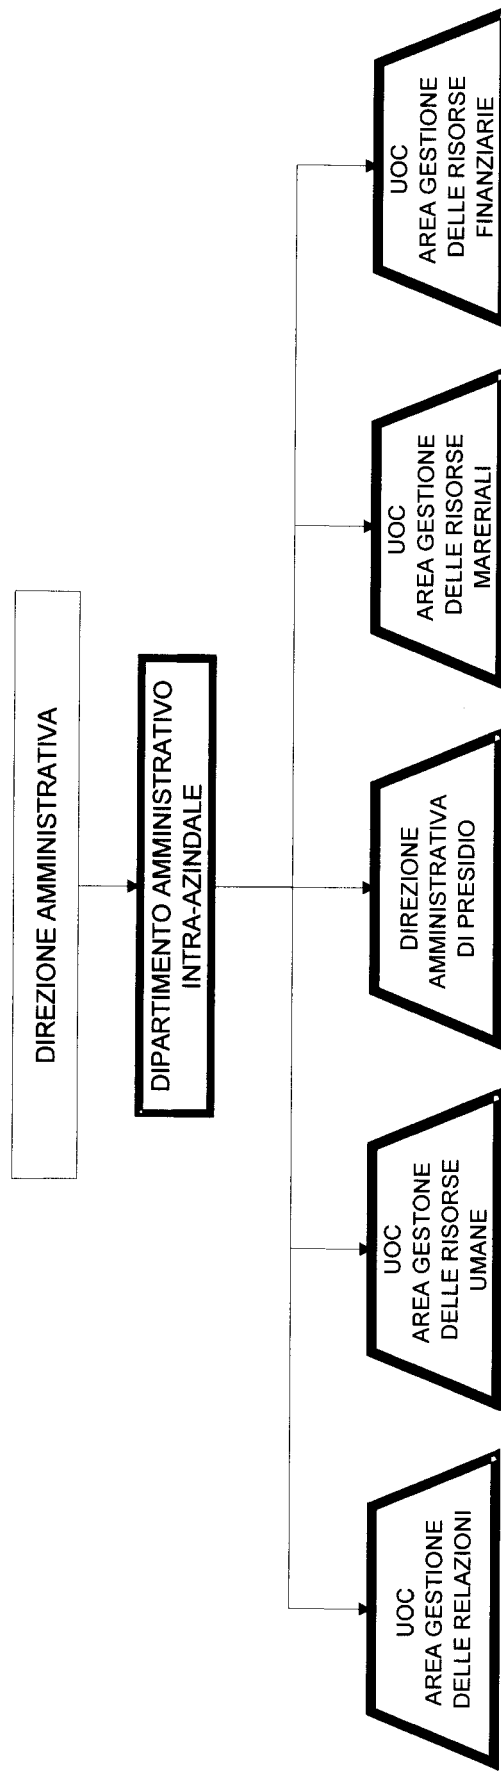 DIREZIONE AMMINISTRATIVA
DIPARTIMENTO AMMINISTRATIVO
INTRA-AZINDALE
UOC
AREA GESTIONE
DELLE RELAZIONI
UOC
AREA GESTONE
DELLE RISORSE
UMANE
DIREZIONE
AMMINISTRATIVA
DI PRESIDIO
UOC
AREA GESTIONE
DELLE RISORSE
MARERIALI
UOC
AREA GESTIONE
DELLE RISORSE
FINANZIARIE